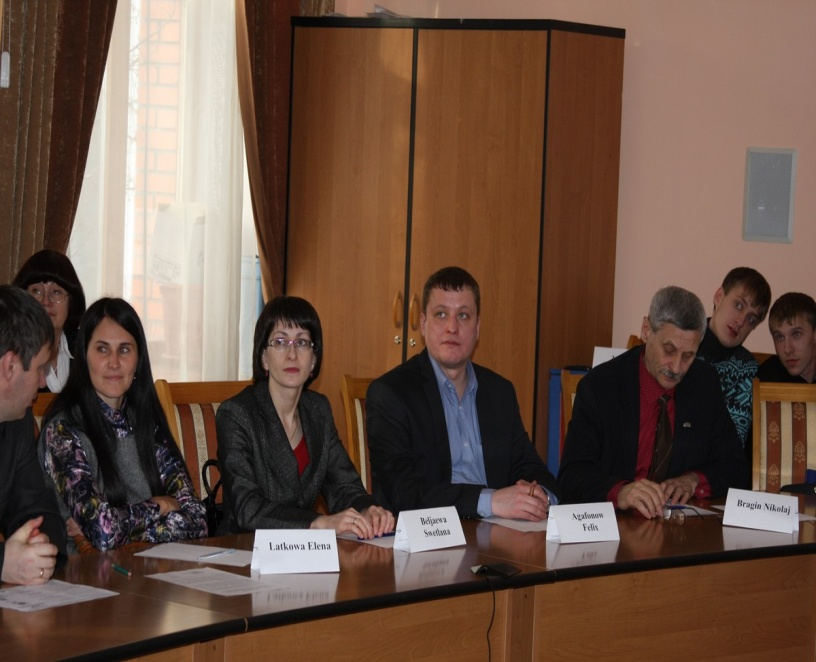 Latkowa Elena
Beljaewa
Swetlana
Agafonow
Felix
Bragin Nikolaj